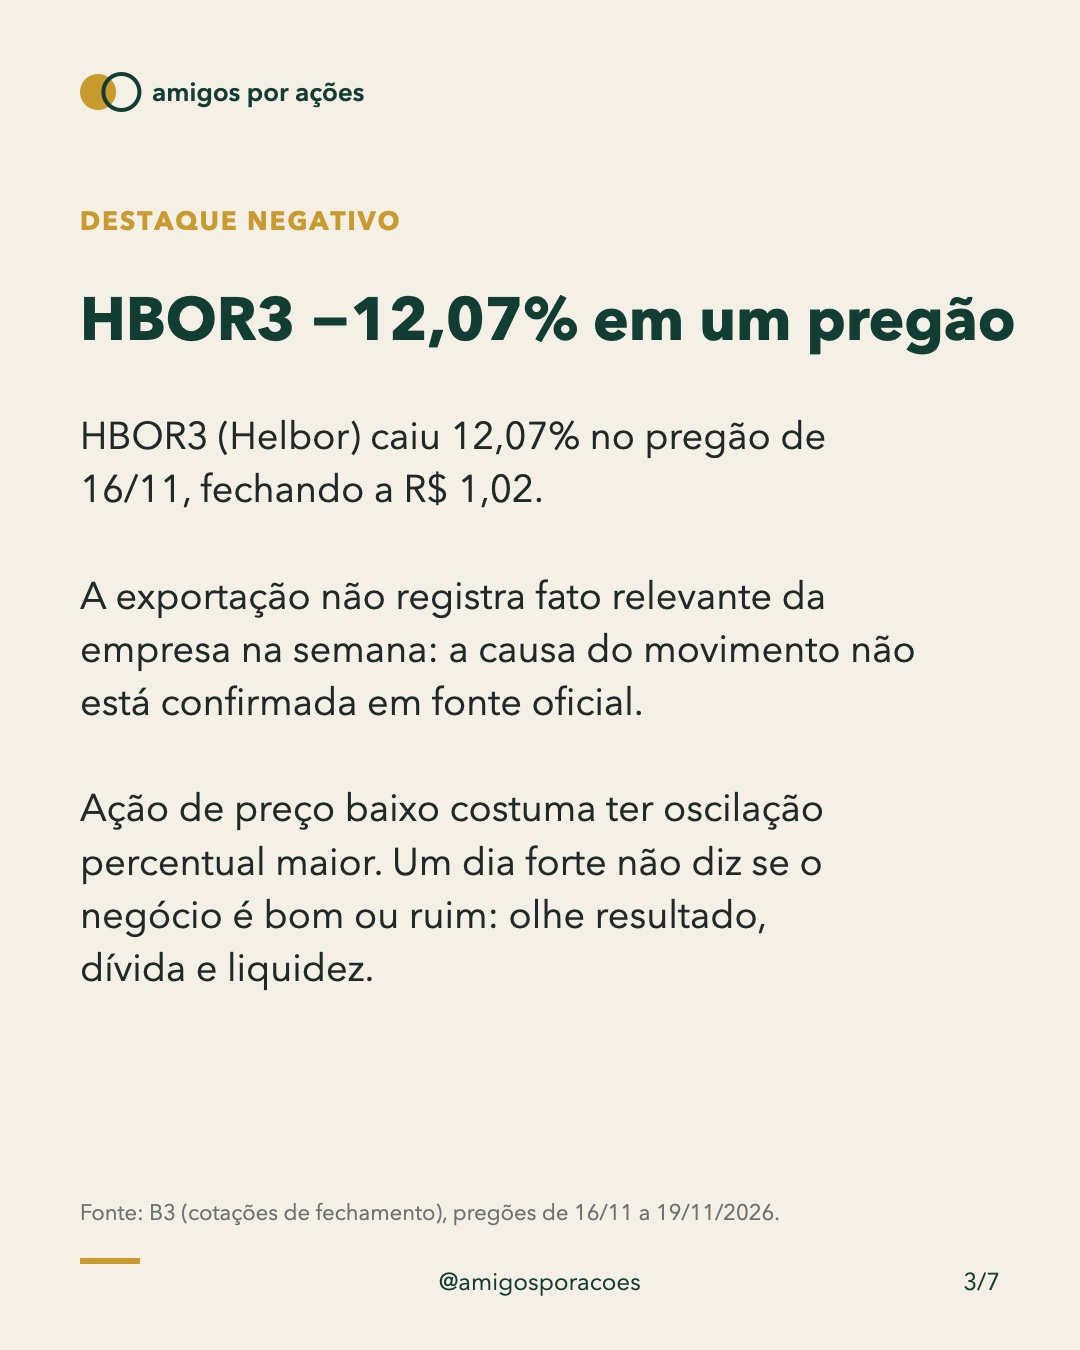 amigos por ações
DESTAQUE NEGATIVO
HBOR3 −12,07% em um pregão
HBOR3 (Helbor) caiu 12,07% no pregão de
16/11, fechando a R$ 1,02.
A exportação não registra fato relevante da
empresa na semana: a causa do movimento não
está confirmada em fonte oficial.
Ação de preço baixo costuma ter oscilação
percentual maior. Um dia forte não diz se o
negócio é bom ou ruim: olhe resultado,
dívida e liquidez.
Fonte: B3 (cotações de fechamento), pregões de 16/11 a 19/11/2026.
@amigosporacoes
3/7